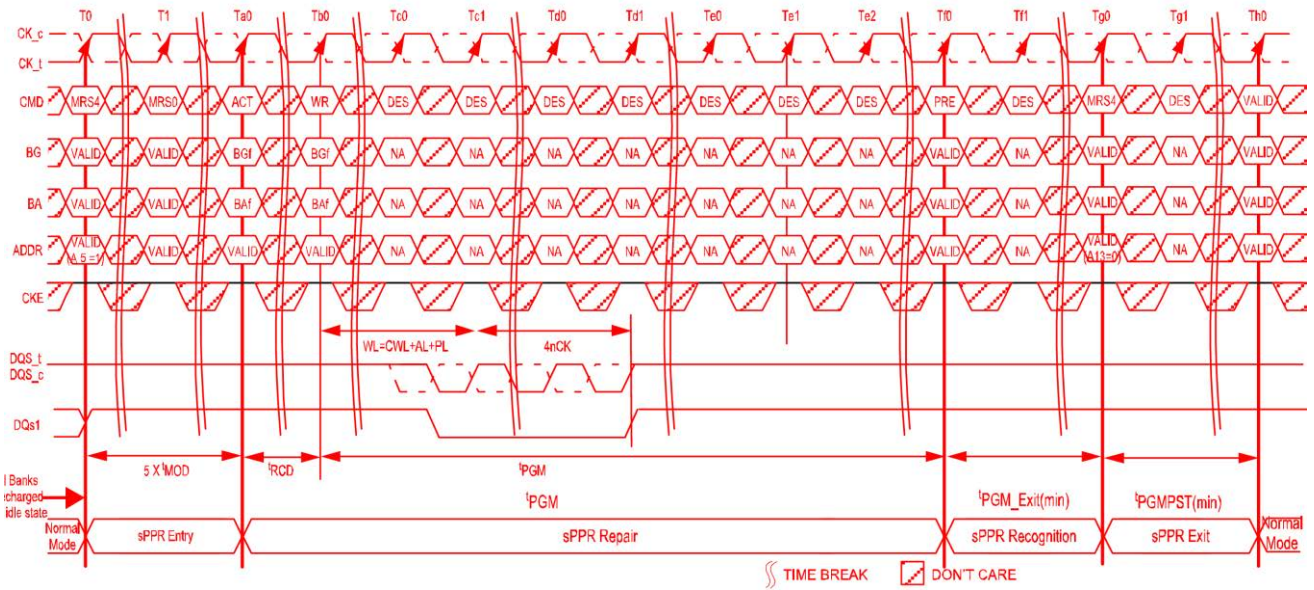 T0 T1 Ta0 Tb0 Tc0 Tc1 Td0 Td1 Te0 Te1 Te2 Tf0 Tf1 Tg0 Tg1 Th0
CK_c
CK_t
CMD MRS4 MRS0 ACT WR DES DES DES DES DES DES DES PRE DES MRS4 DES VALID
BG VALID VALID BGf BGf NA NA NA NA NA NA NA VALID NA VALID NA VALID
BA VALID VALID BAf BAf NA NA NA NA NA NA NA VALID NA VALID NA VALID
ADDR VALID (A 5 =1) VALID VALID VALID NA NA NA NA NA NA NA VALID NA VALID (A13=0) NA VALID
CKE
WL=CWL+AL+PL 4nCK
DQS_t
DQS_c
DQs1
5 X tMOD tRCD tPGM
l Banks
echarged
idle state
tPGM tPGM_Exit(min) tPGMPST(min)
Normal Mode sPPR Entry sPPR Repair sPPR Recognition sPPR Exit Normal Mode
TIME BREAK DON'T CARE